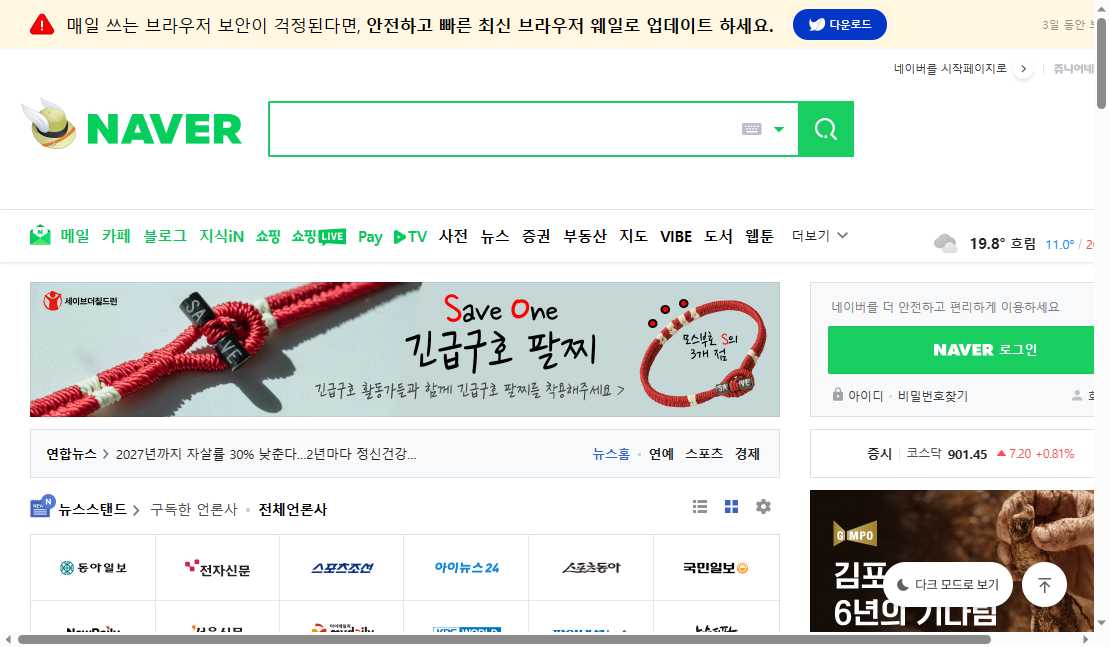 매일 쓰는 브라우저 보안이 걱정된다면, 안전하고 빠른 최신 브라우저 웨일로 업데이트 하세요. 다운로드 3일 동안
네이버를 시작페이지로 쥬니어네
NAVER
메일 카페 블로그 지식iN 쇼핑 쇼핑LIVE Pay TV 사전 뉴스 증권 부동산 지도 VIBE 도서 웹툰 더보기
19.8° 흐림 11.0° /
세이브더칠드런
Save One
긴급구호 팔찌
긴급구호 활동가들과 함께 긴급구호 팔찌를 착용해주세요 >
SAVE
모스부호 S의
3개 점
SAVE
네이버를 더 안전하고 편리하게 이용하세요
NAVER 로그인
아이디 · 비밀번호찾기
연합뉴스 > 2027년까지 자살률 30% 낮춘다...2년마다 정신건강... 뉴스홈 · 연예 스포츠 경제
증시 코스닥 901.45 ▲ 7.20 +0.81%
NEW N 뉴스스탠드 > 구독한 언론사 · 전체언론사
동아일보 전자신문 스포츠조선 아이뉴스24 스포츠동아 국민일보
NewDaily 서울신문 마이데일리 mydaily KBS WORLD
GIMPO
김포
6년의 기다림
다크 모드로 보기